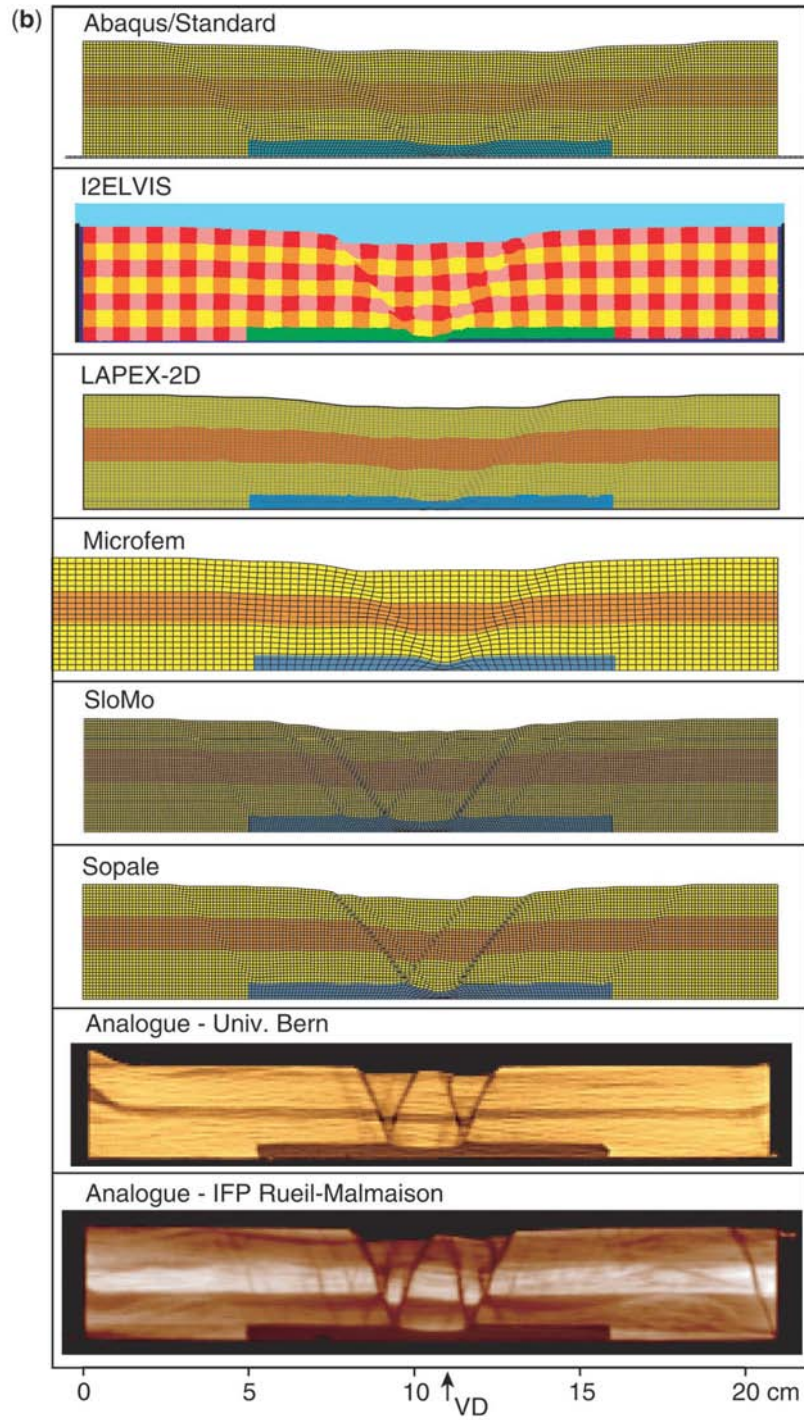 (b)
Abaqus/Standard
I2ELVIS
LAPEX-2D
Microfem
SloMo
Sopale
Analogue - Univ. Bern
Analogue - IFP Rueil-Malmaison
0 5 10 15 20 cm
VD